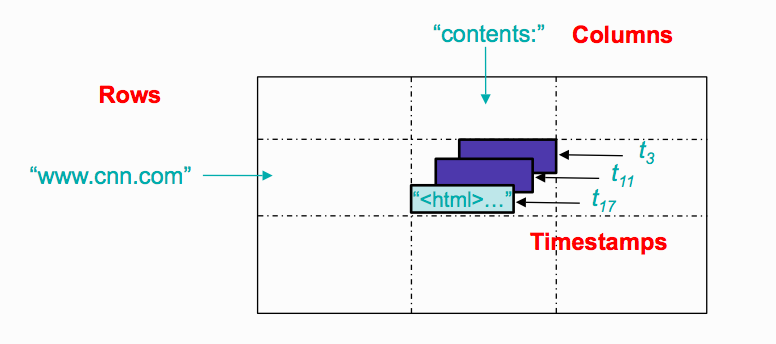 “contents:” Columns
Rows
“www.cnn.com”
t3
t11
“<html>…”
t17
Timestamps